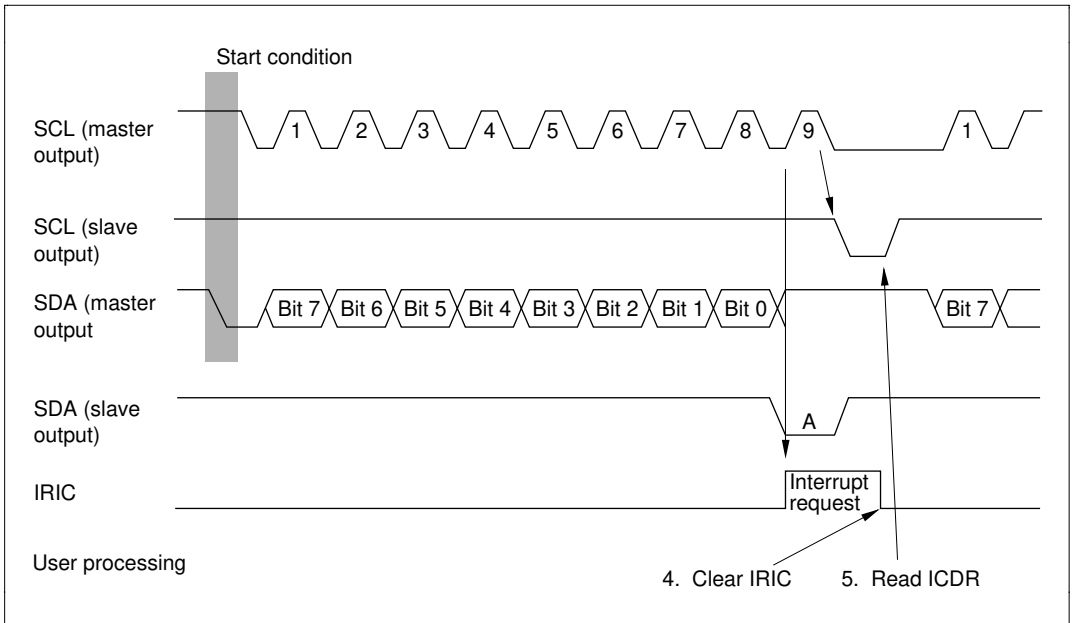 Start condition
SCL (master
output)
1 2 3 4 5 6 7 8 9 1
SCL (slave
output)
SDA (master
output
Bit 7 Bit 6 Bit 5 Bit 4 Bit 3 Bit 2 Bit 1 Bit 0 Bit 7
SDA (slave
output)
A
IRIC
Interrupt
request
User processing
4. Clear IRIC 5. Read ICDR